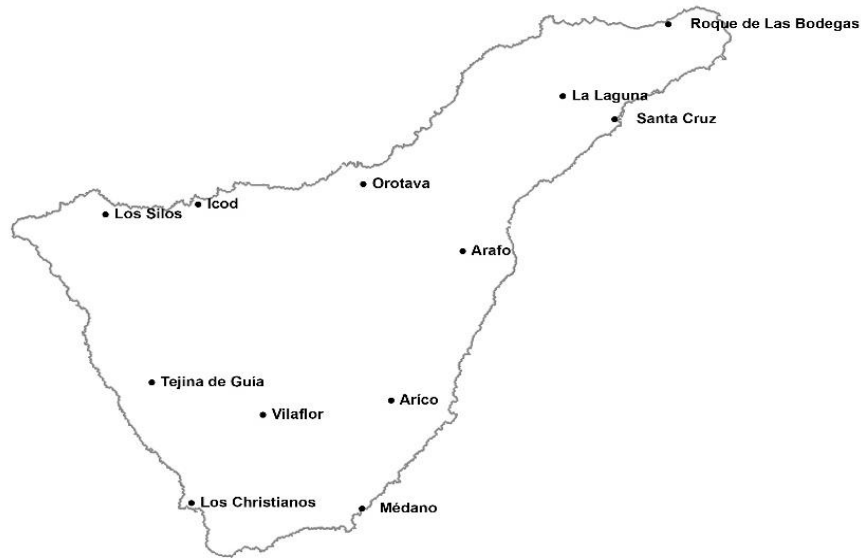 Roque de Las Bodegas
La Laguna
Santa Cruz
Orotava
Icod
Los Silos
Arafo
Tejina de Guia
Arico
Vilaflor
Los Christianos
Médano